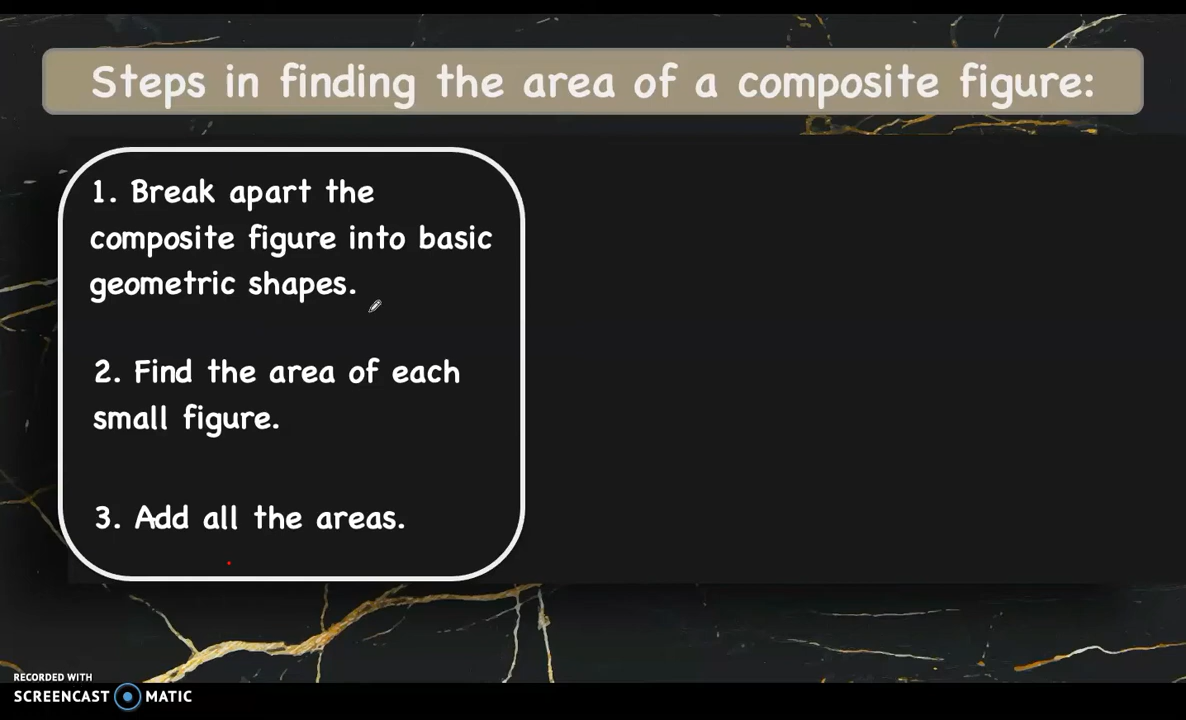 Steps in finding the area of a composite figure:
1. Break apart the
composite figure into basic
geometric shapes.
2. Find the area of each
small figure.
3. Add all the areas.
RECORDED WITH
SCREENCAST MATIC